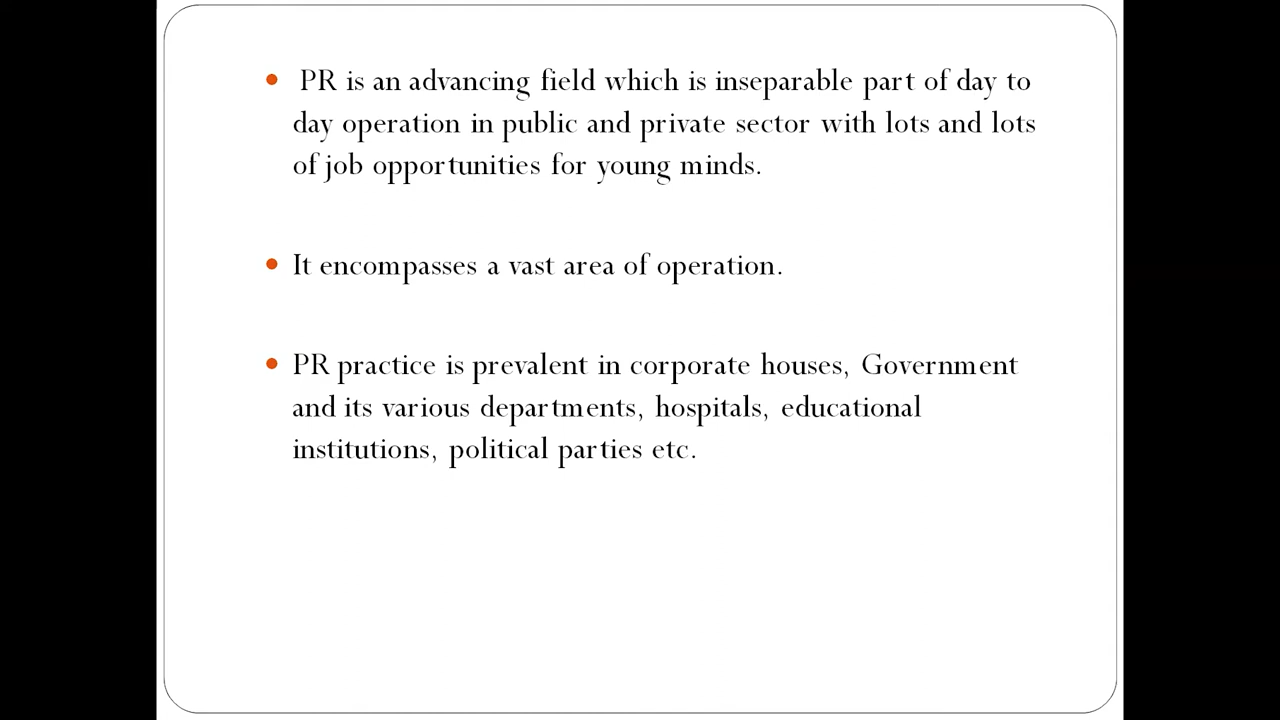 PR is an advancing field which is inseparable part of day to
day operation in public and private sector with lots and lots
of job opportunities for young minds.
It encompasses a vast area of operation.
PR practice is prevalent in corporate houses, Government
and its various departments, hospitals, educational
institutions, political parties etc.